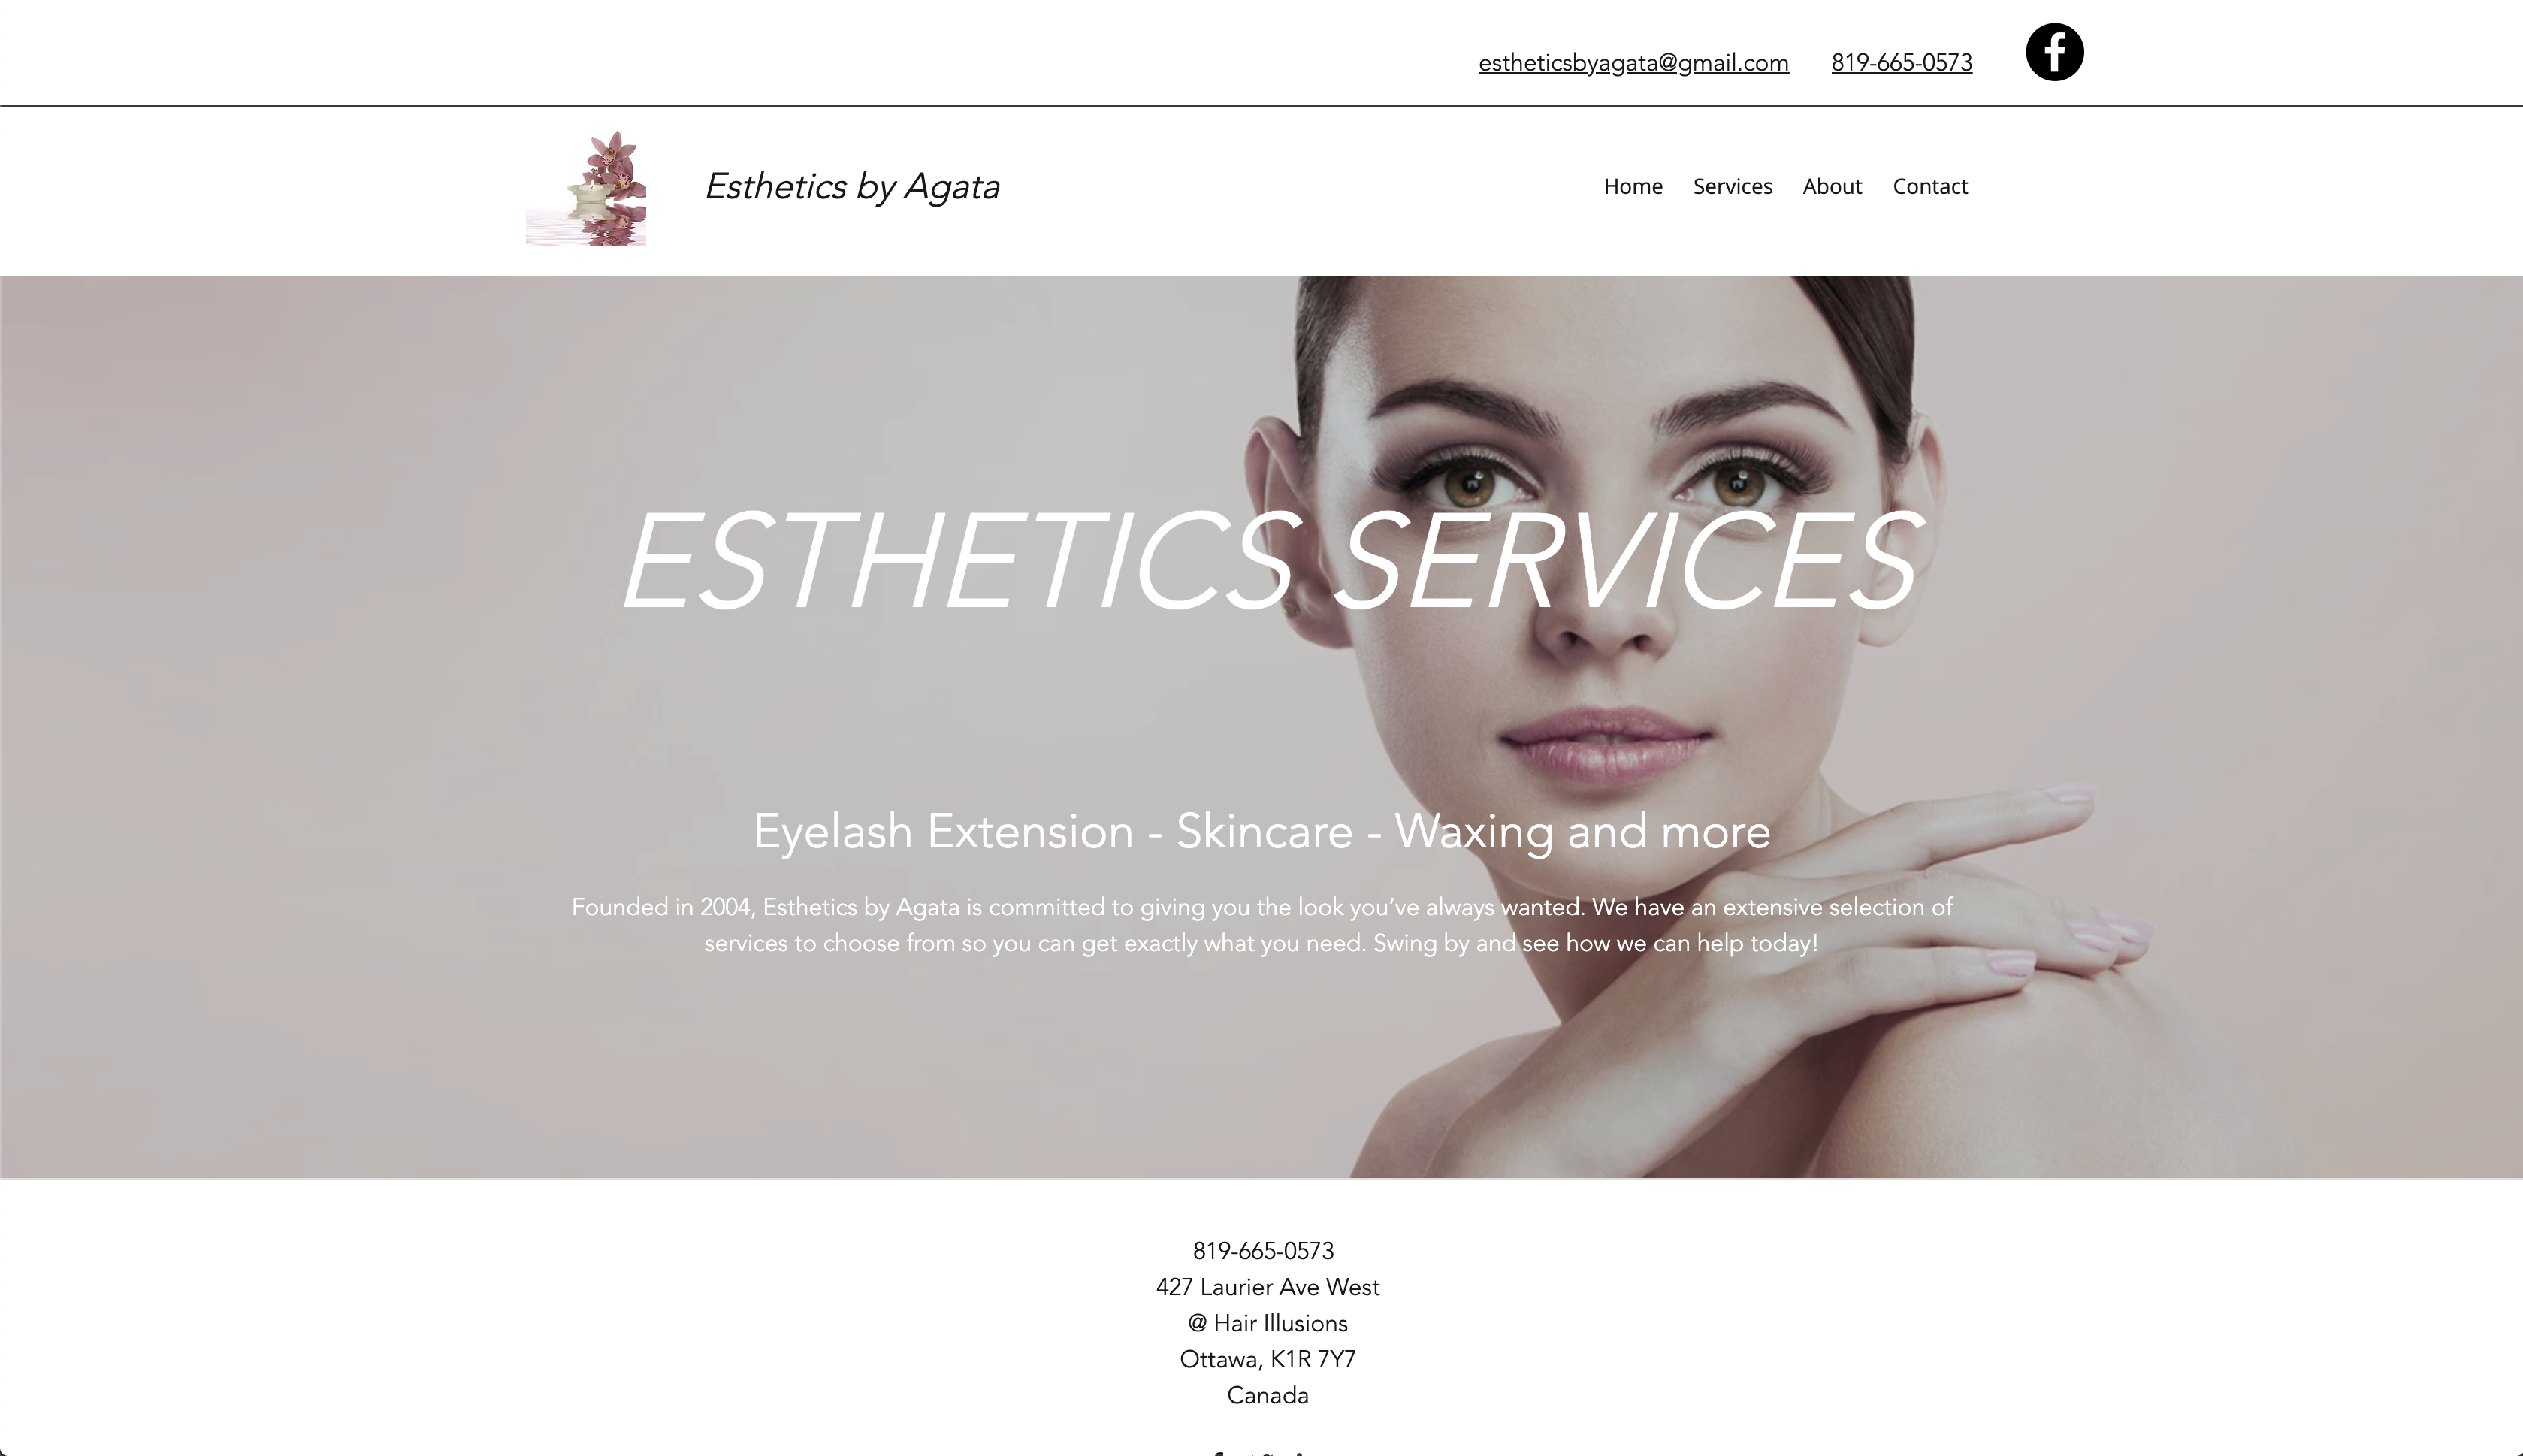 estheticsbyagata@gmail.com 819-665-0573
Esthetics by Agata
Home Services About Contact
ESTHETICS SERVICES
Eyelash Extension - Skincare - Waxing and more
Founded in 2004, Esthetics by Agata is committed to giving you the look you’ve always wanted. We have an extensive selection of
services to choose from so you can get exactly what you need. Swing by and see how we can help today!
819-665-0573
427 Laurier Ave West
@ Hair Illusions
Ottawa, K1R 7Y7
Canada